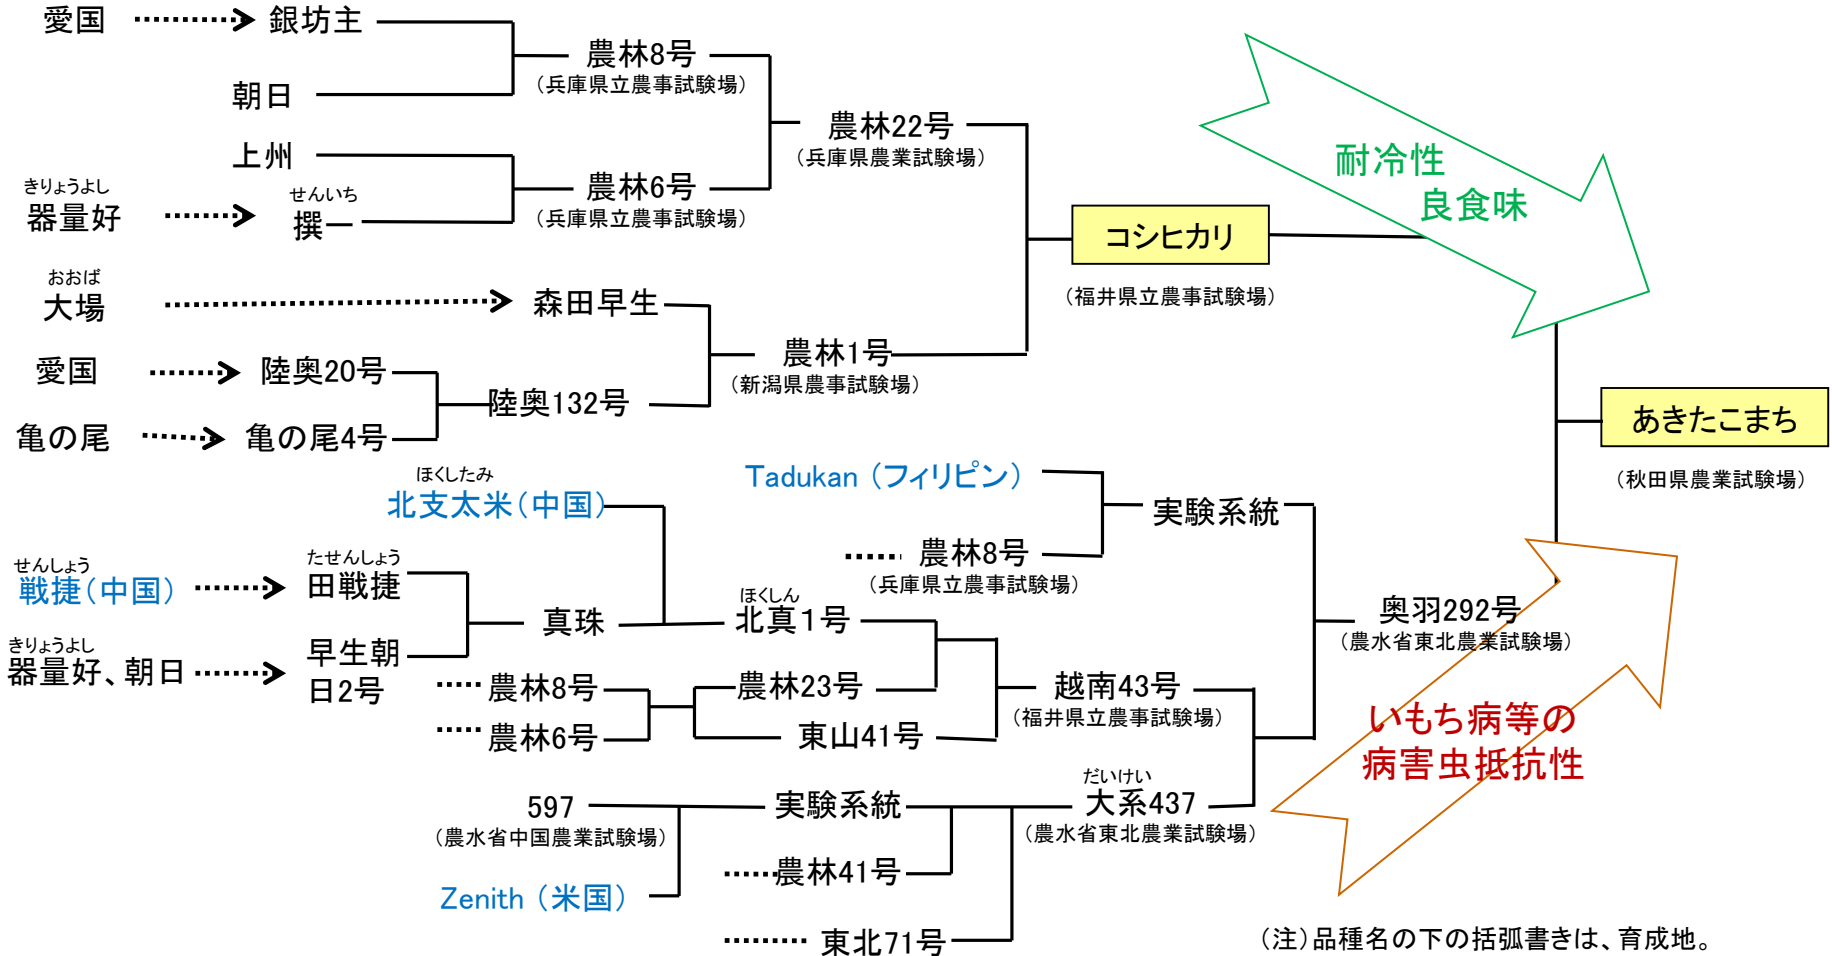 愛国
銀坊主
農林8号
(兵庫県立農事試験場)
朝日
農林22号
(兵庫県農業試験場)
上州
きりょうよし
器量好
せんいち
撰一
農林6号
(兵庫県立農事試験場)
耐冷性
良食味
コシヒカリ
(福井県立農事試験場)
おおば
大場
森田早生
愛国
陸奥20号
農林1号
(新潟県農事試験場)
陸奥132号
亀の尾
亀の尾4号
あきたこまち
(秋田県農業試験場)
ほくしたみ
北支太米(中国)
Tadukan (フィリピン)
実験系統
農林8号
(兵庫県立農事試験場)
せんしょう
戦捷(中国)
たせんしょう
田戦捷
真珠
ほくしん
北真1号
奥羽292号
(農水省東北農業試験場)
きりょうよし
器量好、朝日
早生朝
日2号
農林8号
農林23号
越南43号
(福井県立農事試験場)
農林6号
東山41号
いもち病等の
病害虫抵抗性
597
(農水省中国農業試験場)
実験系統
だいけい
大系437
(農水省東北農業試験場)
農林41号
Zenith (米国)
東北71号
(注)品種名の下の括弧書きは、育成地。